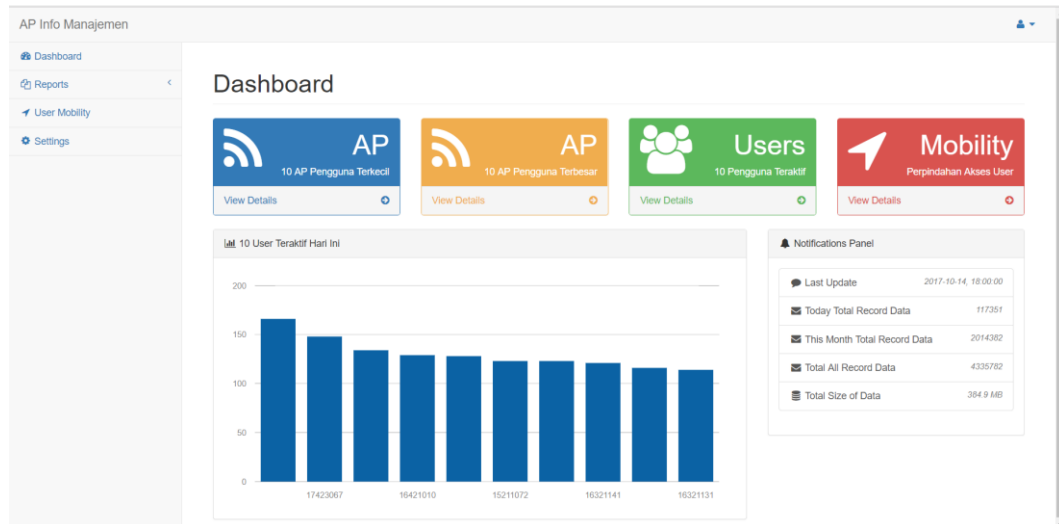 AP Info Manajemen
Dashboard
Reports
User Mobility
Settings
Dashboard
AP
10 AP Pengguna Terkecil
View Details
AP
10 AP Pengguna Terbesar
View Details
Users
10 Pengguna Teraktif
View Details
Mobility
Perpindahan Akses User
View Details
10 User Teraktif Hari Ini
200
150
100
50
0
17423067 16421010 15211072 16321141 16321131
Notifications Panel
Last Update 2017-10-14, 18:00:00
Today Total Record Data 117351
This Month Total Record Data 2014382
Total All Record Data 4335782
Total Size of Data 384.9 MB